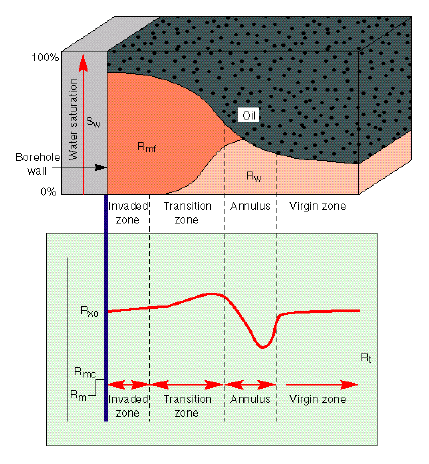 100%
Water saturation
Sw
Oil
Rmf
Borehole
wall
Rw
0%
Invaded
zone
Transition
zone
Annulus
Virgin zone
Rxo
Rt
Rmc
Rm
Invaded
zone
Transition
zone
Annulus
Virgin zone